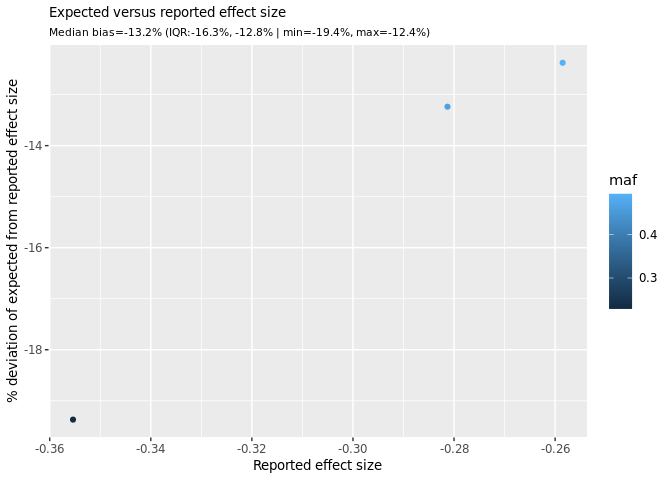 Expected versus reported effect size
Median bias=-13.2% (IQR:-16.3%, -12.8% | min=-19.4%, max=-12.4%)
% deviation of expected from reported effect size
-14
-16
-18
-0.36
-0.34
-0.32
-0.30
-0.28
-0.26
Reported effect size
maf
0.4
0.3